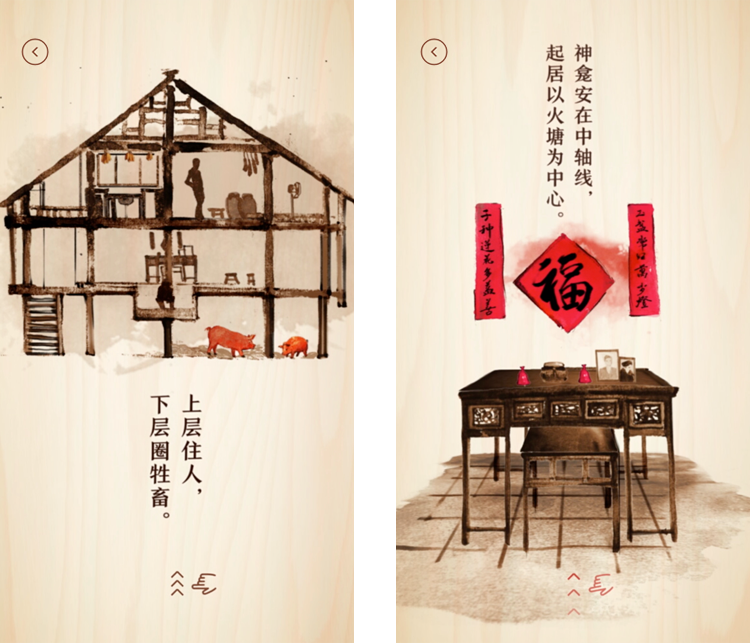 上层住人，
下层圈牲畜。
神龛安在中轴线，
起居以火塘为中心。
福